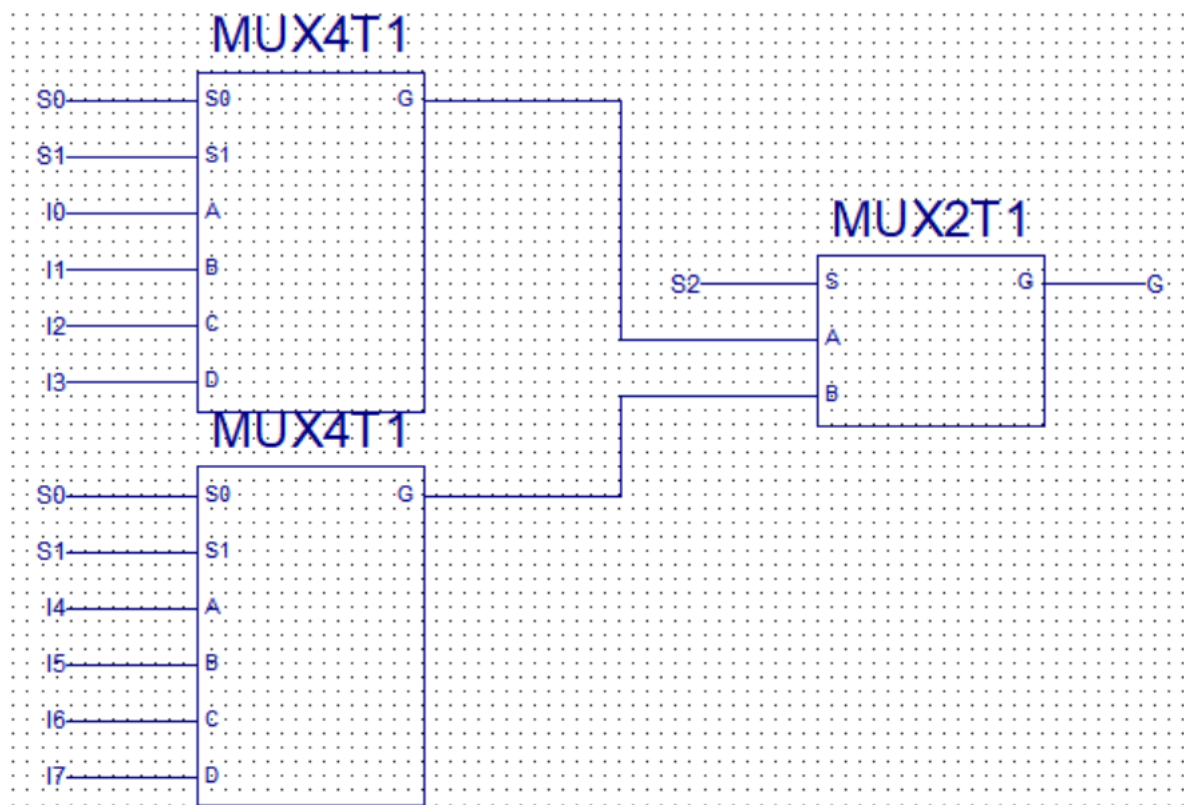 MUX4T1
S0 S0 G
S1 S1
I0 A
I1 B
I2 C
I3 D
MUX2T1
S2 S G G
A
B
MUX4T1
S0 S0 G
S1 S1
I4 A
I5 B
I6 C
I7 D